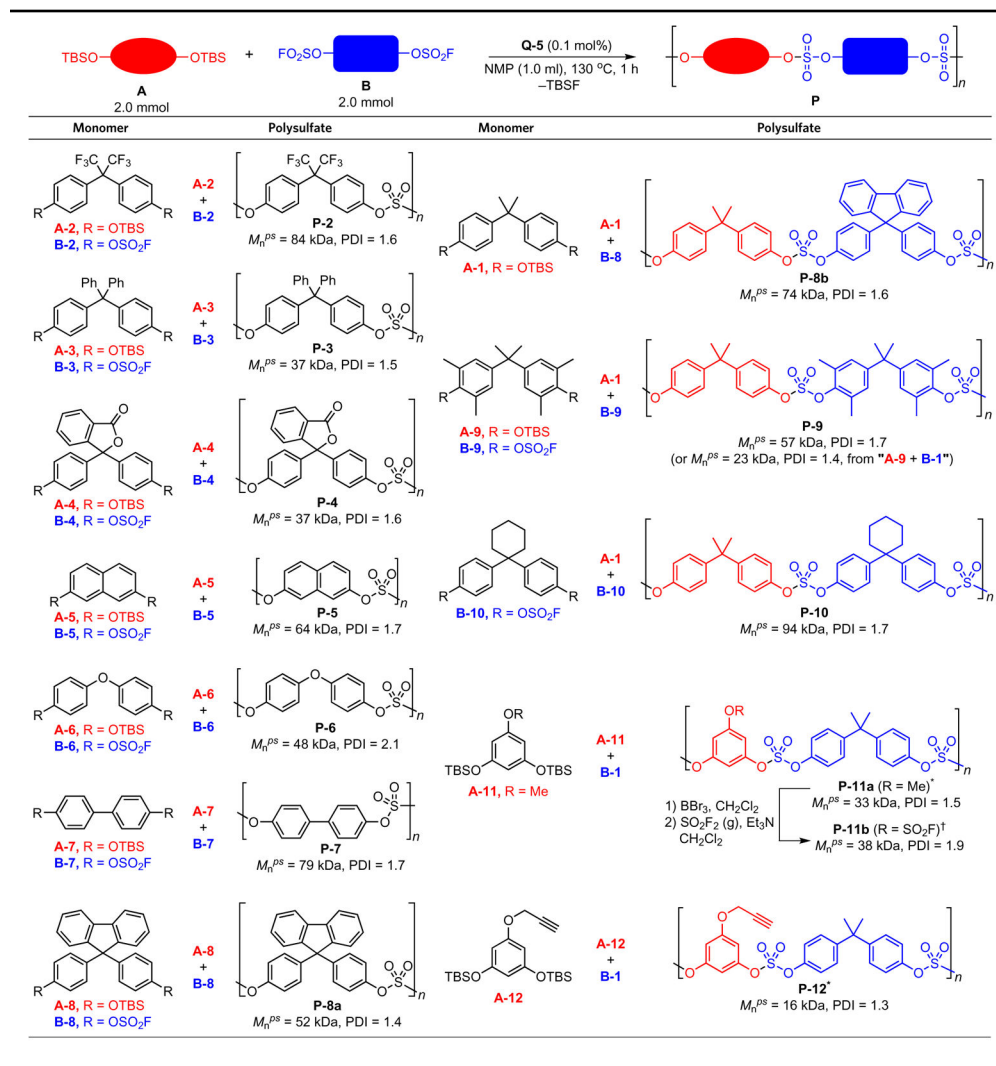 TBSO OTBS + FO2SO OSO2F Q-5 (0.1 mol%)
NMP (1.0 ml), 130 °C, 1 h
–TBSF
A
2.0 mmol
B
2.0 mmol
P
Monomer Polysulfate Monomer Polysulfate
F3C CF3
R R
A-2, R = OTBS
B-2, R = OSO2F
A-2
+
B-2
F3C CF3
O O S O O n
P-2
Mn^ps = 84 kDa, PDI = 1.6
Ph Ph
R R
A-3, R = OTBS
B-3, R = OSO2F
A-3
+
B-3
Ph Ph
O O S O O n
P-3
Mn^ps = 37 kDa, PDI = 1.5
O
O
R R
A-4, R = OTBS
B-4, R = OSO2F
A-4
+
B-4
O
O
O O S O O n
P-4
Mn^ps = 37 kDa, PDI = 1.6
R R
A-5, R = OTBS
B-5, R = OSO2F
A-5
+
B-5
O O S O O n
P-5
Mn^ps = 64 kDa, PDI = 1.7
O
R R
A-6, R = OTBS
B-6, R = OSO2F
A-6
+
B-6
O
O O S O O n
P-6
Mn^ps = 48 kDa, PDI = 2.1
R R
A-7, R = OTBS
B-7, R = OSO2F
A-7
+
B-7
O O S O O n
P-7
Mn^ps = 79 kDa, PDI = 1.7
R R
A-8, R = OTBS
B-8, R = OSO2F
A-8
+
B-8
O O S O O n
P-8a
Mn^ps = 52 kDa, PDI = 1.4
R R
A-1, R = OTBS
A-1
+
B-8
O O S O O O O S O O n
P-8b
Mn^ps = 74 kDa, PDI = 1.6
R R
A-9, R = OTBS
B-9, R = OSO2F
A-1
+
B-9
O O S O O O O S O O n
P-9
Mn^ps = 57 kDa, PDI = 1.7
(or Mn^ps = 23 kDa, PDI = 1.4, from "A-9 + B-1")
R R
B-10, R = OSO2F
A-1
+
B-10
O O S O O O O S O O n
P-10
Mn^ps = 94 kDa, PDI = 1.7
OR
TBSO OTBS
A-11, R = Me
A-11
+
B-1
OR
O O S O O O O S O O n
P-11a (R = Me)*
Mn^ps = 33 kDa, PDI = 1.5
1) BBr3, CH2Cl2
2) SO2F2 (g), Et3N
CH2Cl2
P-11b (R = SO2F)†
Mn^ps = 38 kDa, PDI = 1.9
O
TBSO OTBS
A-12
A-12
+
B-1
O
O O S O O O O S O O n
P-12*
Mn^ps = 16 kDa, PDI = 1.3